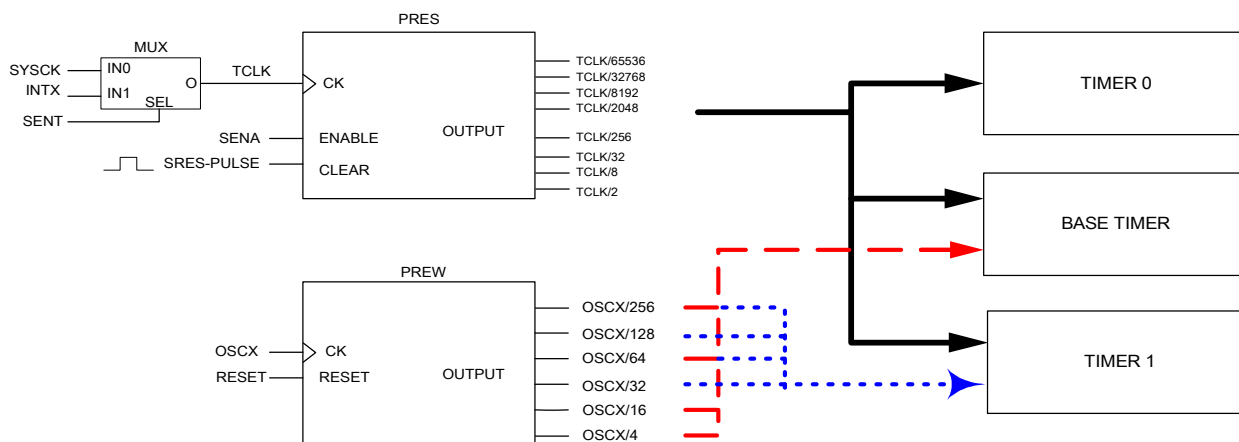 PRES
MUX
SYSCK
IN0
INTX
IN1
O
SEL
SENT
TCLK
CK
SENA
ENABLE
SRES-PULSE
CLEAR
OUTPUT
TCLK/65536
TCLK/32768
TCLK/8192
TCLK/2048
TCLK/256
TCLK/32
TCLK/8
TCLK/2
TIMER 0
BASE TIMER
TIMER 1
PREW
OSCX
CK
RESET
RESET
OUTPUT
OSCX/256
OSCX/128
OSCX/64
OSCX/32
OSCX/16
OSCX/4